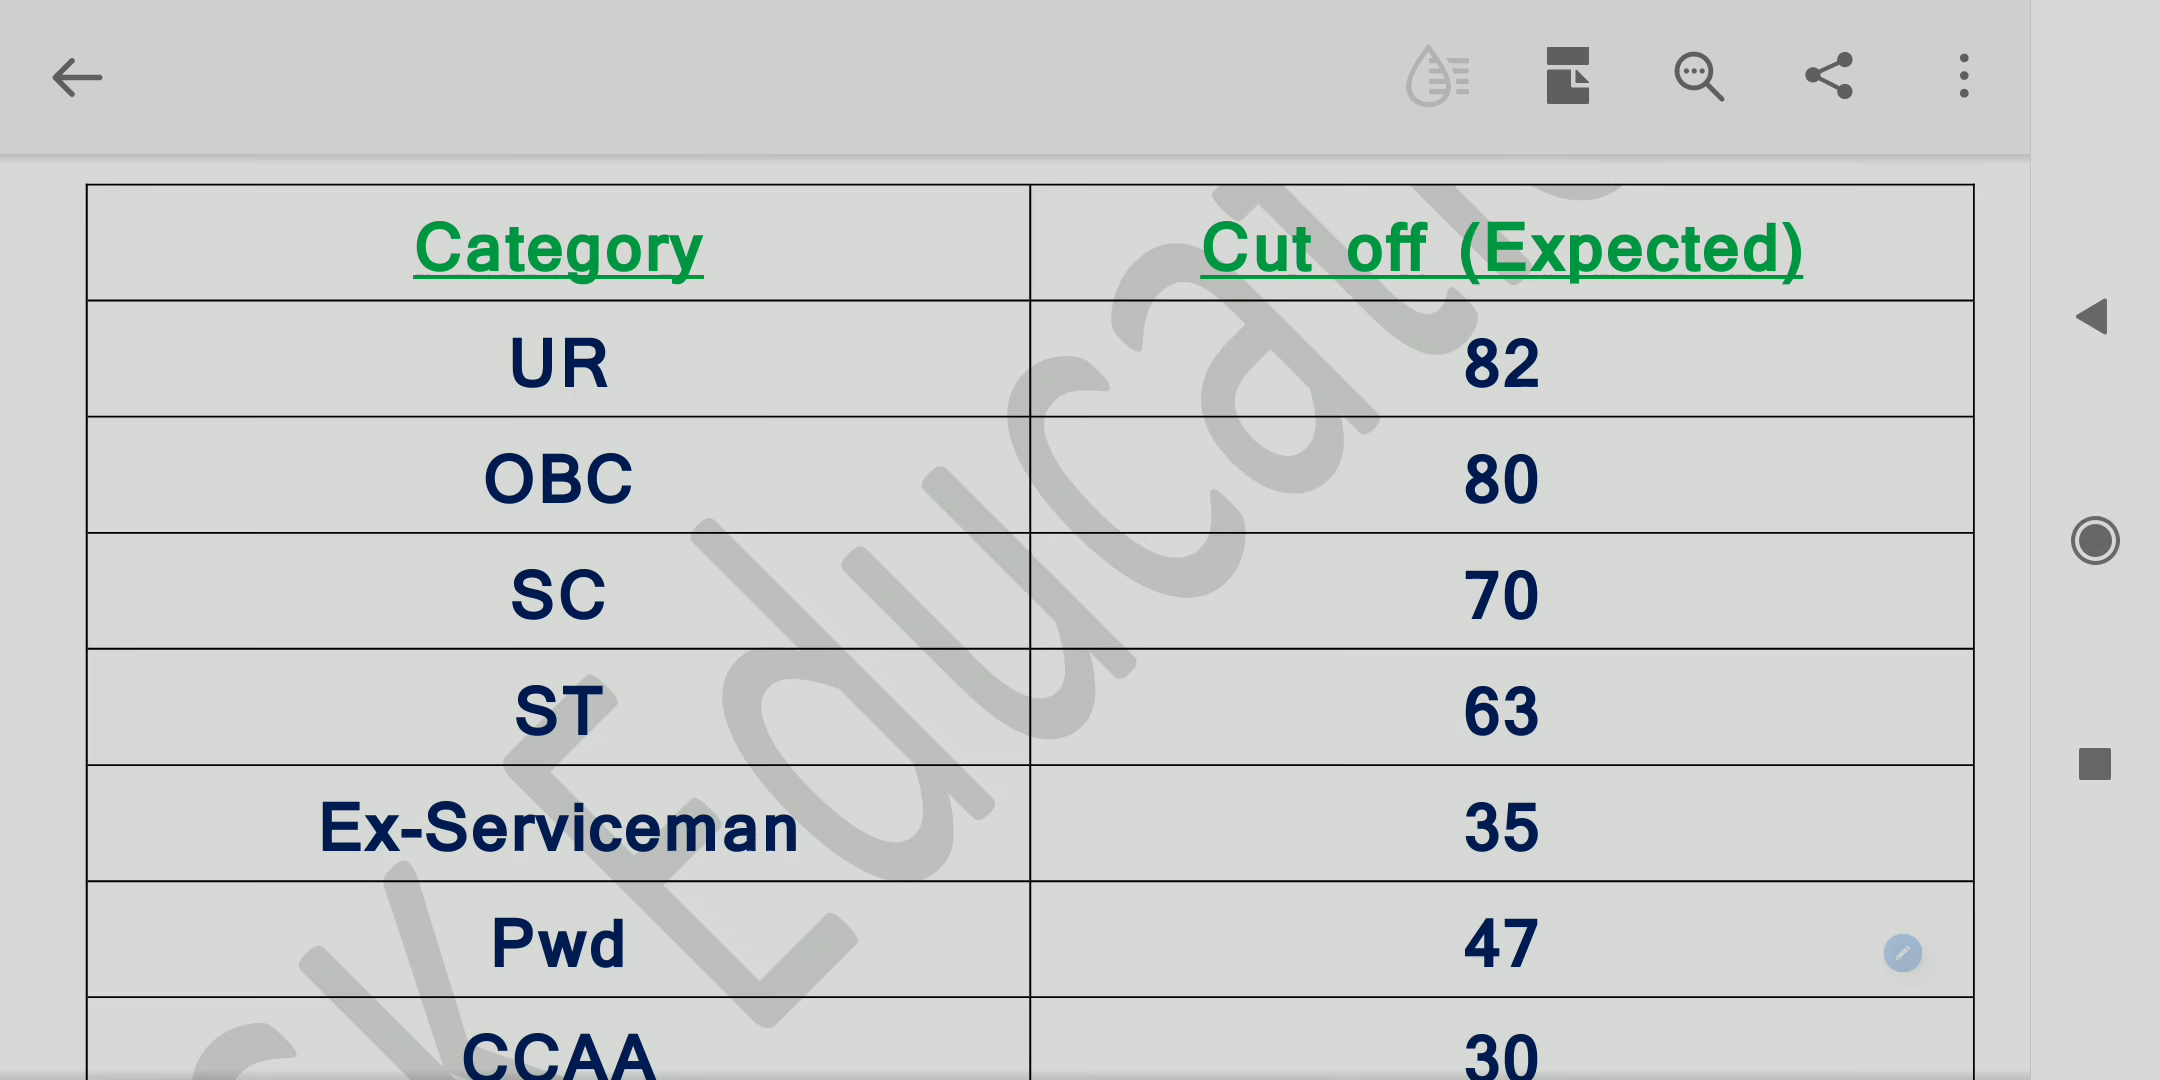 Category Cut off (Expected)
UR 82
OBC 80
SC 70
ST 63
Ex-Serviceman 35
Pwd 47
CCAA 30
Educati